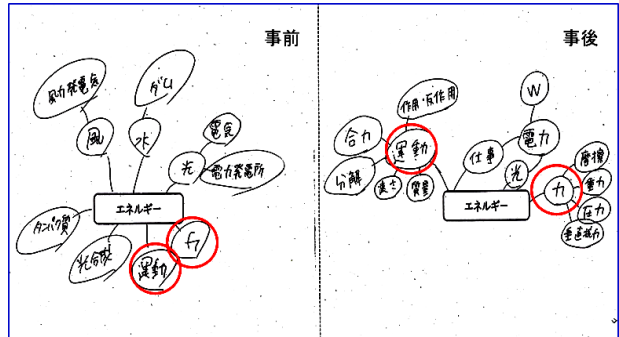 事前
風力発電気
ダム
風
水
電気
光
電力発電所
エネルギー
タンパク質
光合成
運動
力
事後
W
作用・反作用
合力
運動
仕事
電力
摩擦
分解
光
力
重力
速さ
質量
エネルギー
圧力
垂直抗力